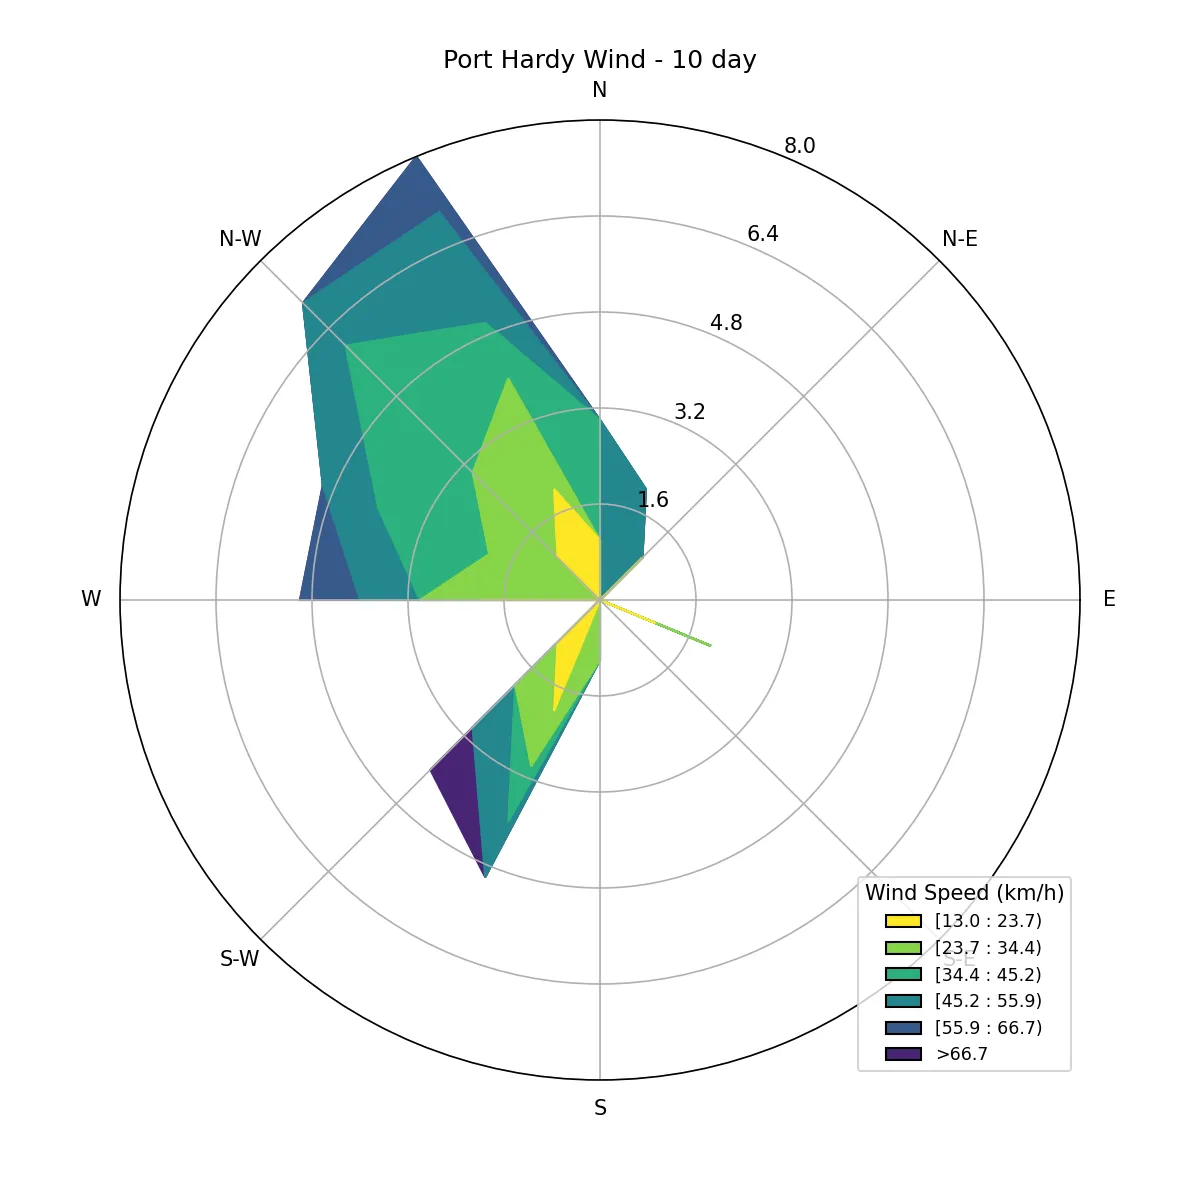 Port Hardy Wind - 10 day
N
8.0
N-W
6.4
N-E
4.8
3.2
1.6
W
E
Wind Speed (km/h)
[13.0 : 23.7)
[23.7 : 34.4)
S-W
S-E
[34.4 : 45.2)
[45.2 : 55.9)
[55.9 : 66.7)
>66.7
S